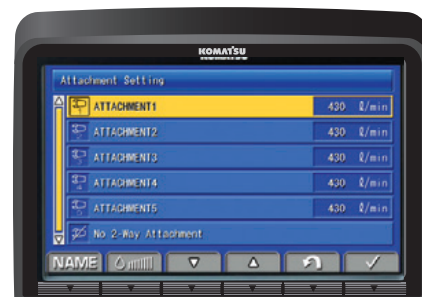 KOMATSU
Attachment Setting
ATTACHMENT1 430 ℓ/min
ATTACHMENT2 430 ℓ/min
ATTACHMENT3 430 ℓ/min
ATTACHMENT4 430 ℓ/min
ATTACHMENT5 430 ℓ/min
No 2-Way Attachment
NAME